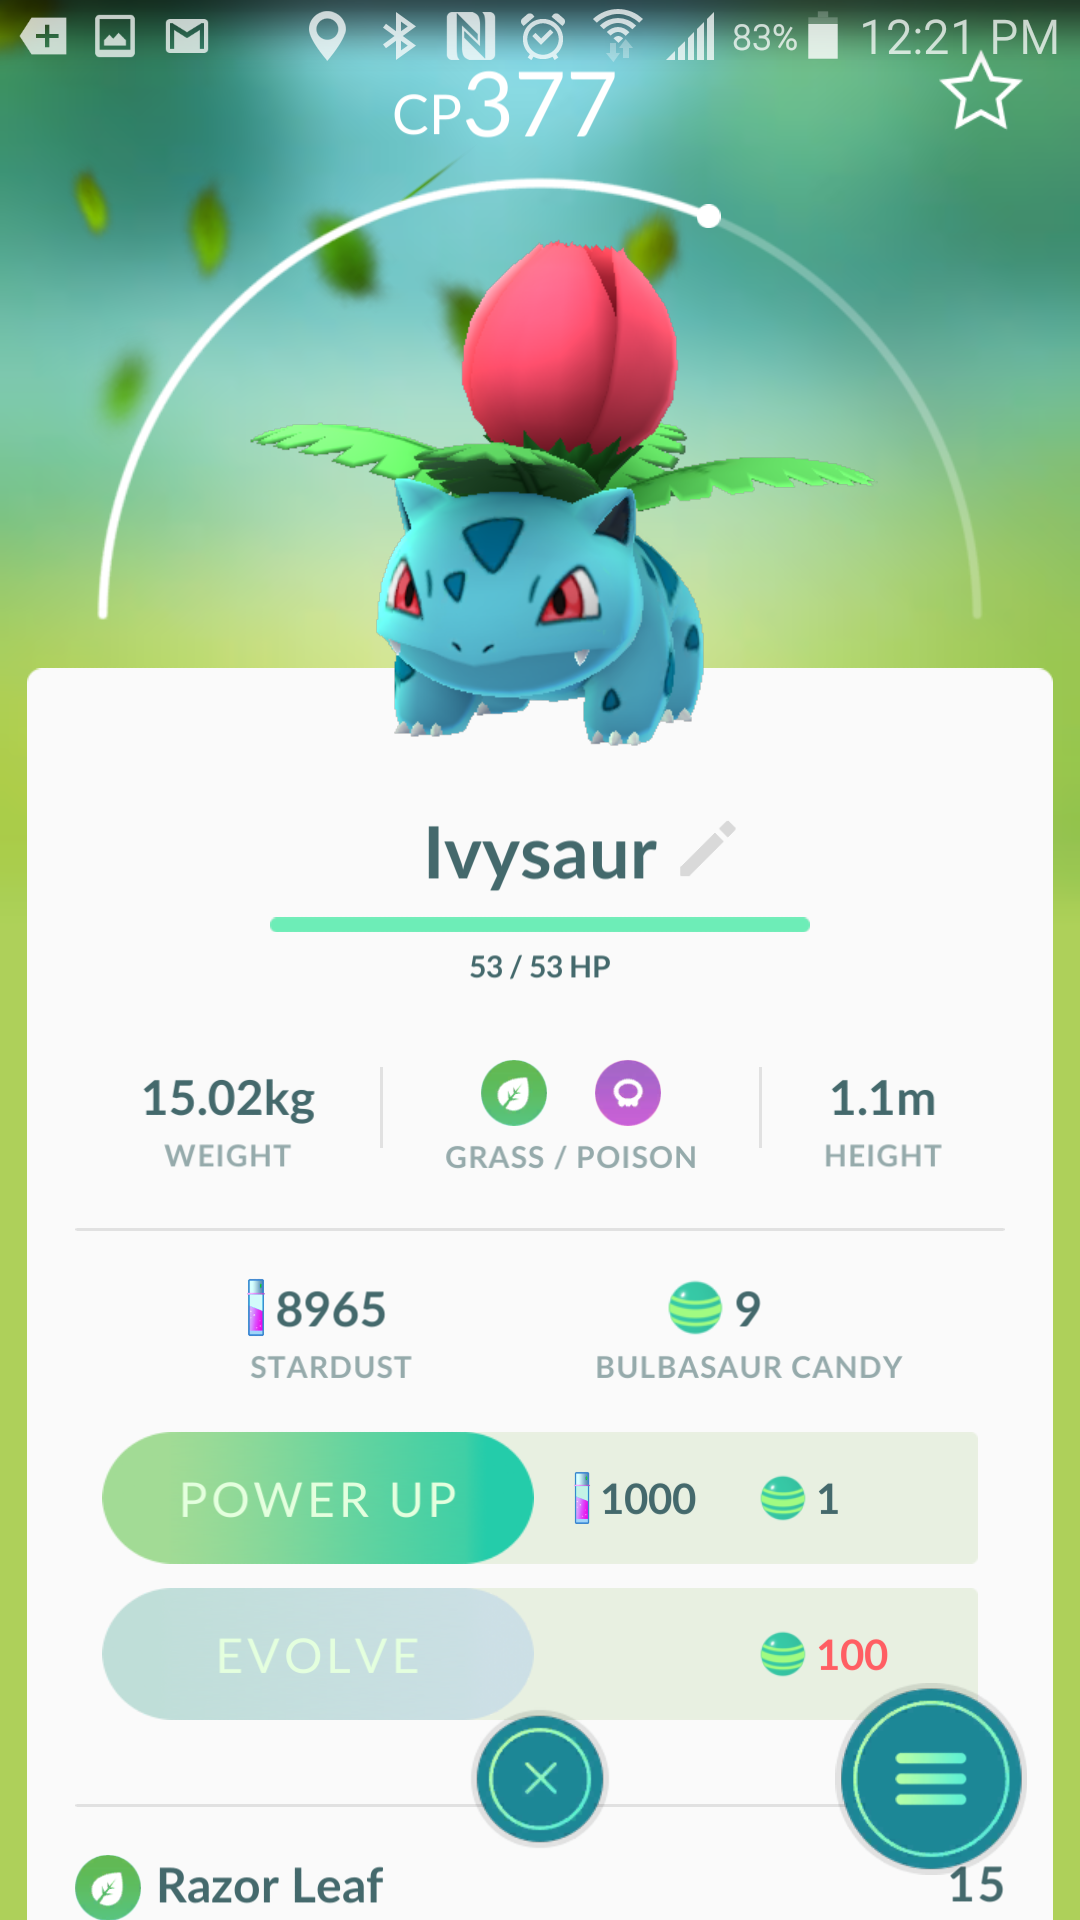 83% 12:21 PM
CP377
Ivysaur
53 / 53 HP
15.02kg
WEIGHT
GRASS / POISON
1.1m
HEIGHT
8965
STARDUST
9
BULBASAUR CANDY
POWER UP 1000 1
EVOLVE 100
Razor Leaf 15